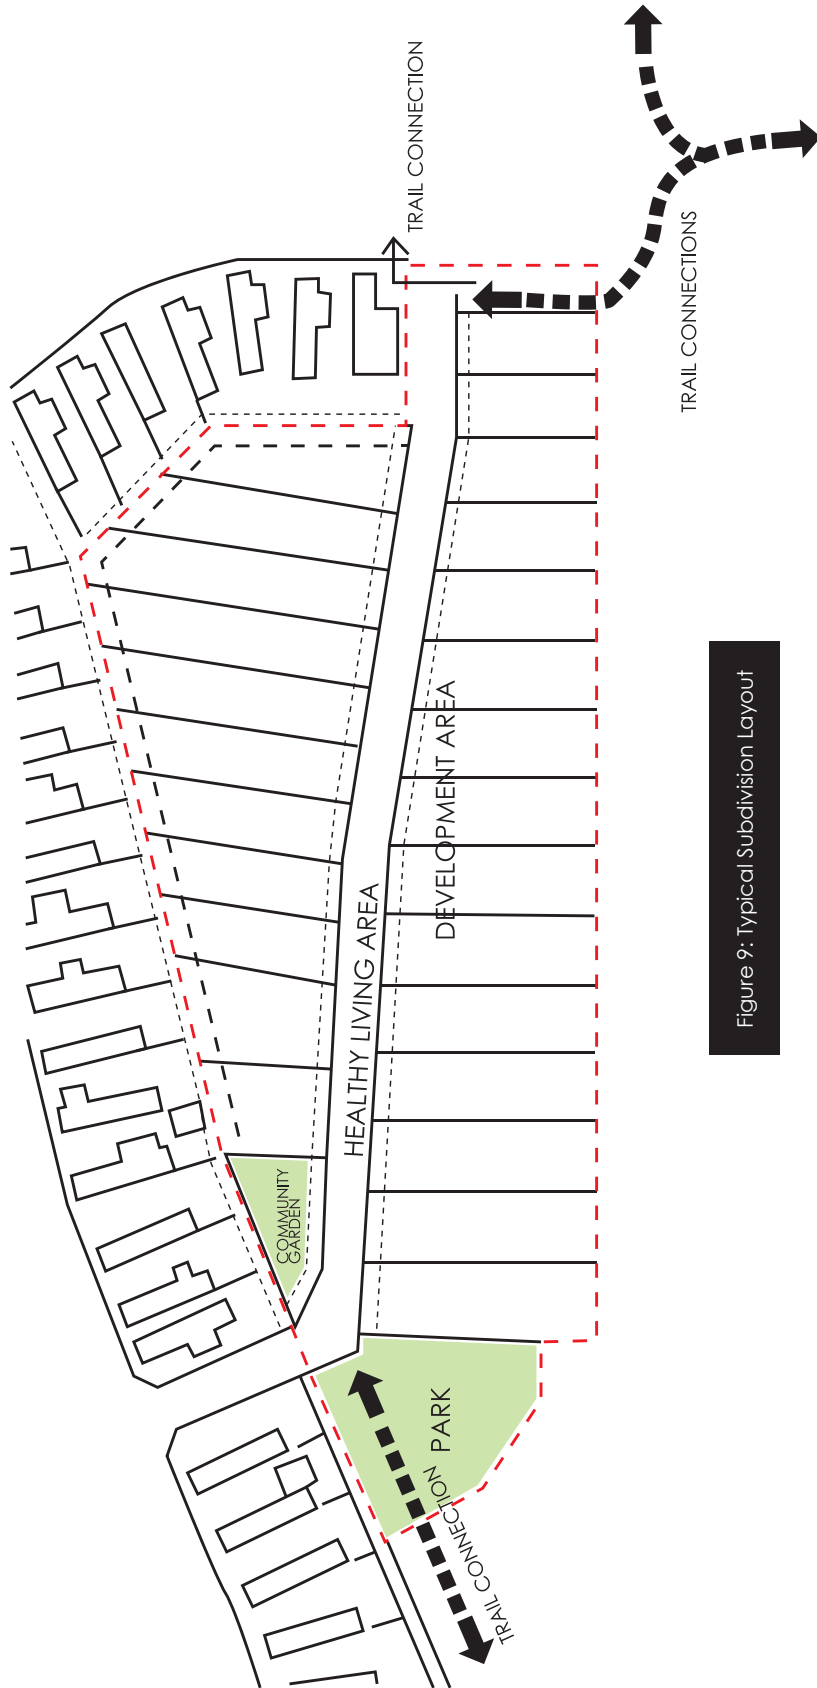 TRAIL CONNECTION
TRAIL CONNECTIONS
DEVELOPMENT AREA
HEALTHY LIVING AREA
COMMUNITY
GARDEN
PARK
TRAIL CONNECTION
Figure 9: Typical Subdivision Layout